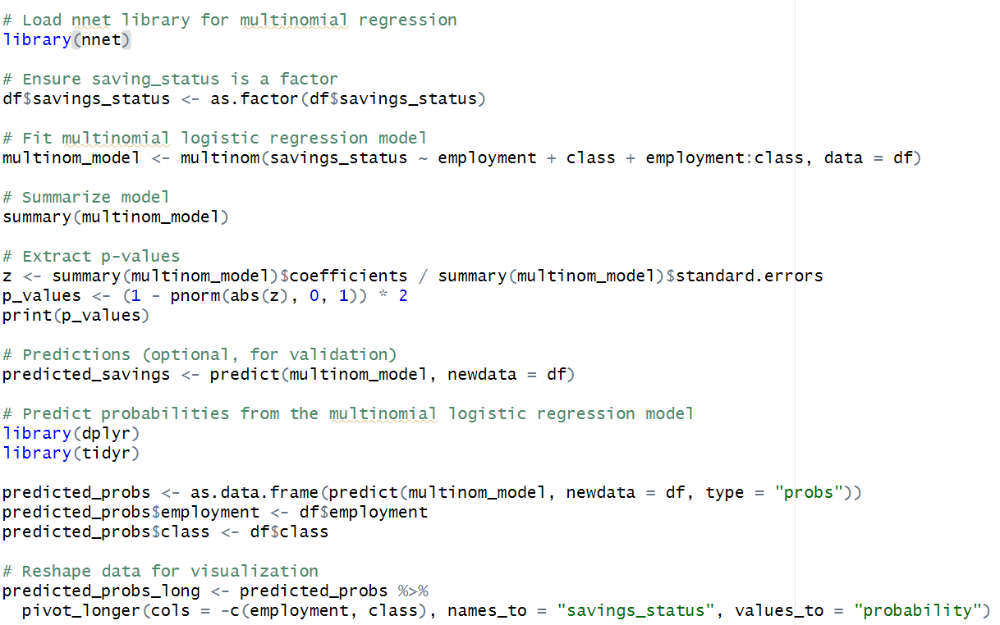 # Load nnet library for multinomial regression
library(nnet)
# Ensure saving_status is a factor
df$savings_status <- as.factor(df$savings_status)
# Fit multinomial logistic regression model
multinom_model <- multinom(savings_status ~ employment + class + employment:class, data = df)
# Summarize model
summary(multinom_model)
# Extract p-values
z <- summary(multinom_model)$coefficients / summary(multinom_model)$standard.errors
p_values <- (1 - pnorm(abs(z), 0, 1)) * 2
print(p_values)
# Predictions (optional, for validation)
predicted_savings <- predict(multinom_model, newdata = df)
# Predict probabilities from the multinomial logistic regression model
library(dplyr)
library(tidyr)
predicted_probs <- as.data.frame(predict(multinom_model, newdata = df, type = "probs"))
predicted_probs$employment <- df$employment
predicted_probs$class <- df$class
# Reshape data for visualization
predicted_probs_long <- predicted_probs %>%
  pivot_longer(cols = -c(employment, class), names_to = "savings_status", values_to = "probability")